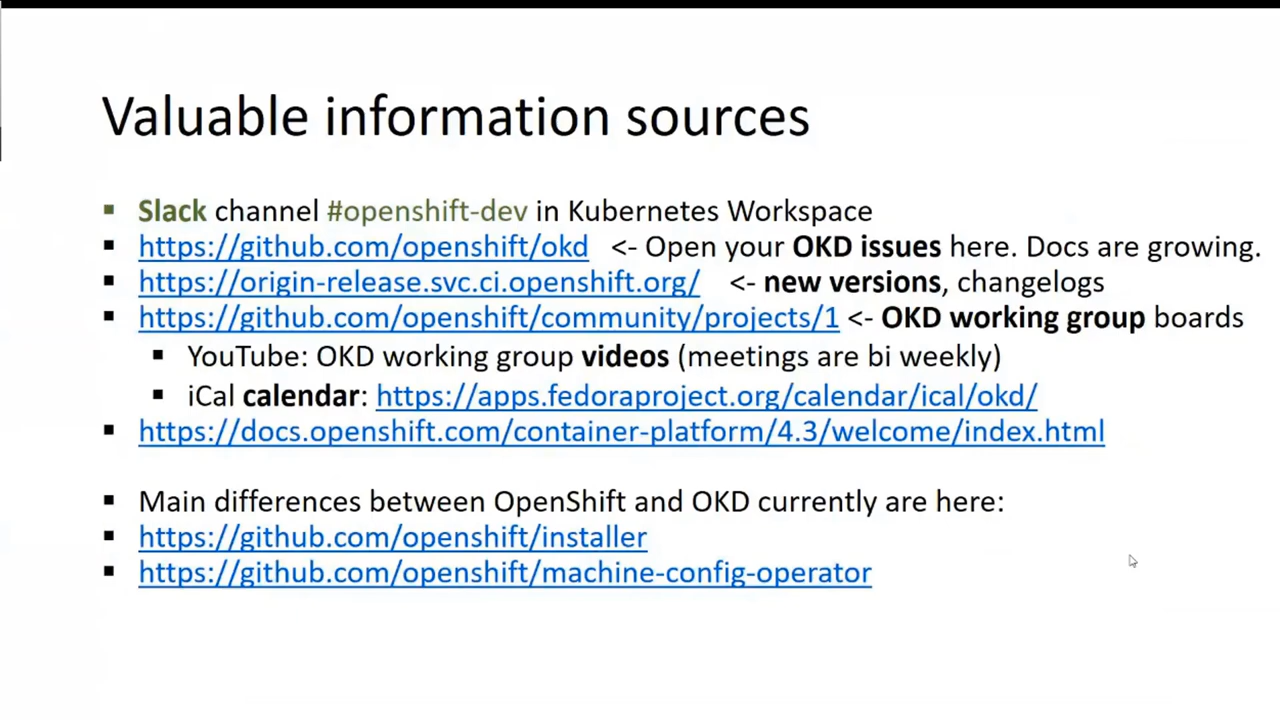 Valuable information sources
▪ Slack channel #openshift-dev in Kubernetes Workspace
▪ https://github.com/openshift/okd <- Open your OKD issues here. Docs are growing.
▪ https://origin-release.svc.ci.openshift.org/ <- new versions, changelogs
▪ https://github.com/openshift/community/projects/1 <- OKD working group boards
▪ YouTube: OKD working group videos (meetings are bi weekly)
▪ iCal calendar: https://apps.fedoraproject.org/calendar/ical/okd/
▪ https://docs.openshift.com/container-platform/4.3/welcome/index.html
▪ Main differences between OpenShift and OKD currently are here:
▪ https://github.com/openshift/installer
▪ https://github.com/openshift/machine-config-operator